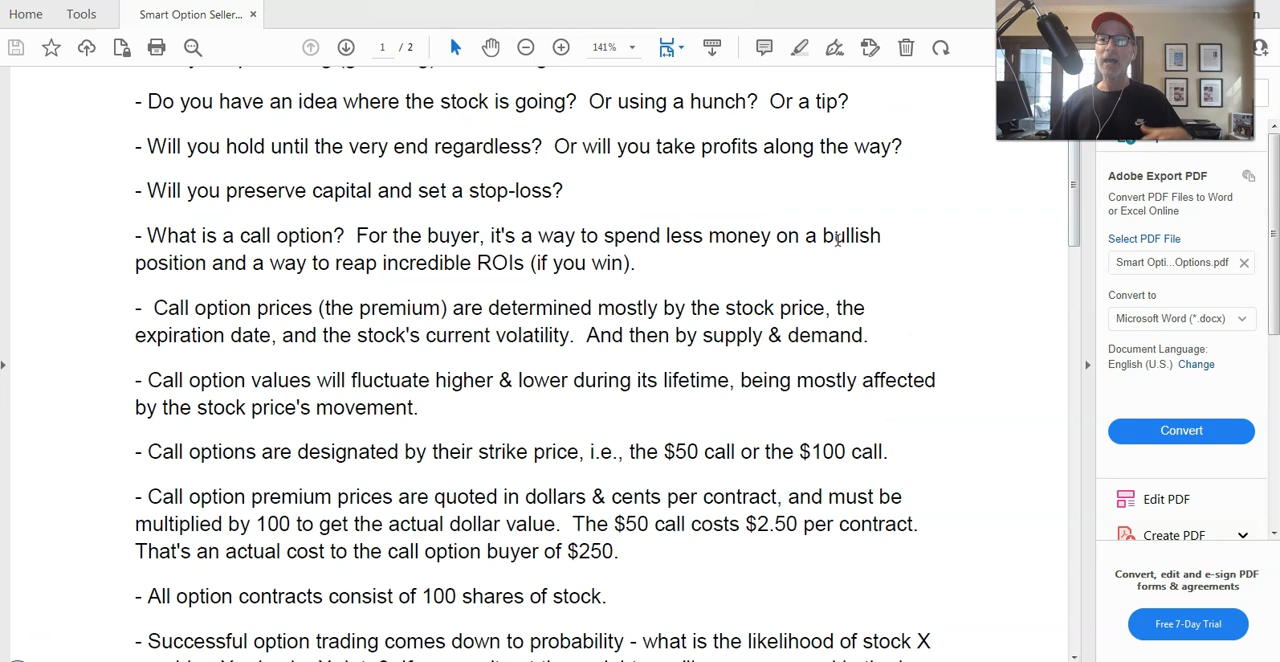 Home
Tools
Smart Option Seller... ×
1 / 2
141%
- Do you have an idea where the stock is going?  Or using a hunch?  Or a tip?
- Will you hold until the very end regardless?  Or will you take profits along the way?
- Will you preserve capital and set a stop-loss?
- What is a call option?  For the buyer, it's a way to spend less money on a bullish
position and a way to reap incredible ROIs (if you win).
-  Call option prices (the premium) are determined mostly by the stock price, the
expiration date, and the stock's current volatility.  And then by supply & demand.
- Call option values will fluctuate higher & lower during its lifetime, being mostly affected
by the stock price's movement.
- Call options are designated by their strike price, i.e., the $50 call or the $100 call.
- Call option premium prices are quoted in dollars & cents per contract, and must be
multiplied by 100 to get the actual dollar value.  The $50 call costs $2.50 per contract.
That's an actual cost to the call option buyer of $250.
- All option contracts consist of 100 shares of stock.
- Successful option trading comes down to probability - what is the likelihood of stock X
Adobe Export PDF
Convert PDF Files to Word
or Excel Online
Select PDF File
Smart Opti...Options.pdf
Convert to
Microsoft Word (*.docx)
Document Language:
English (U.S.) Change
Convert
Edit PDF
Create PDF
Convert, edit and e-sign PDF
forms & agreements
Free 7-Day Trial